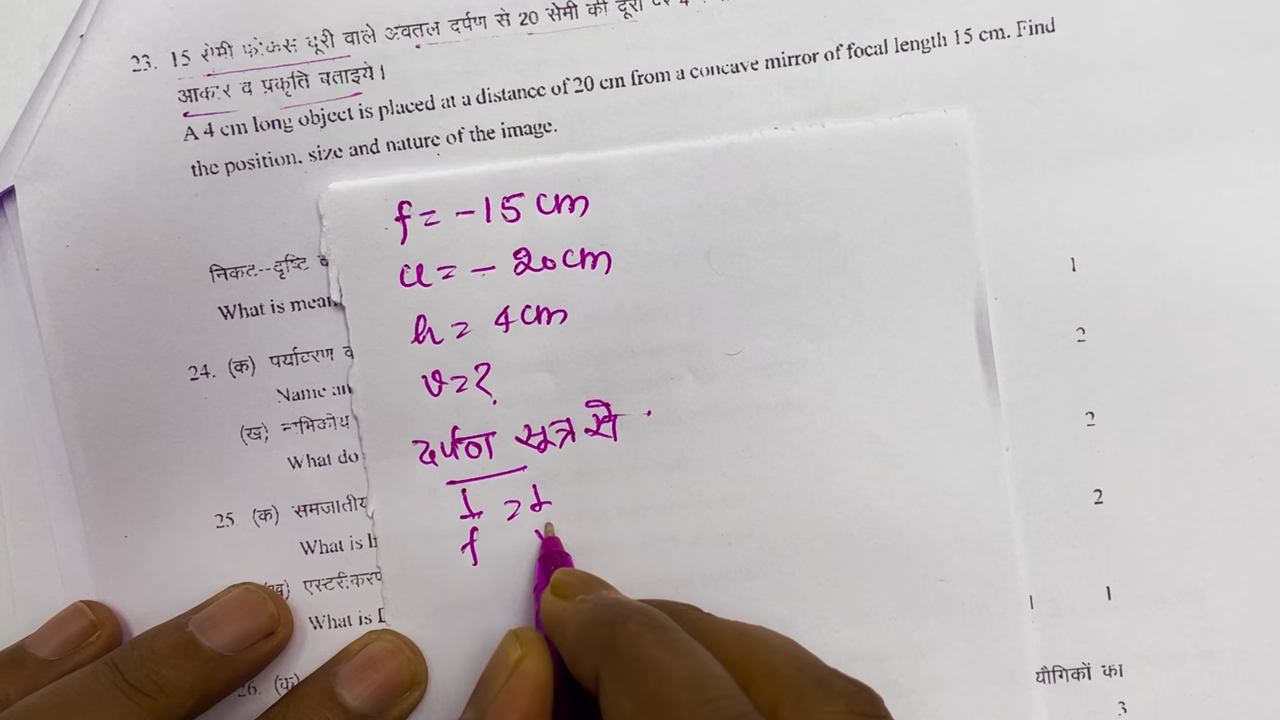 23. 15 सेमी फोकस दूरी वाले अवतल दर्पण से 20 सेमी की दूरी पर
आकार व प्रकृति बताइये।
A 4 cm long object is placed at a distance of 20 cm from a concave mirror of focal length 15 cm. Find
the position, size and nature of the image.
f = -15 cm
u = - 20 cm
h = 4 cm
v = ?
दर्पण सूत्र से
1/f = 1/
निकट-दृष्टि
1
What is mean
24. (क) पर्यावरण
2
Name an
(ख)
2
What do
25. (क) समजातीय
2
What is
(ख) एस्टरीकरण
What is
1 1
26. (क)
यौगिकों का
3